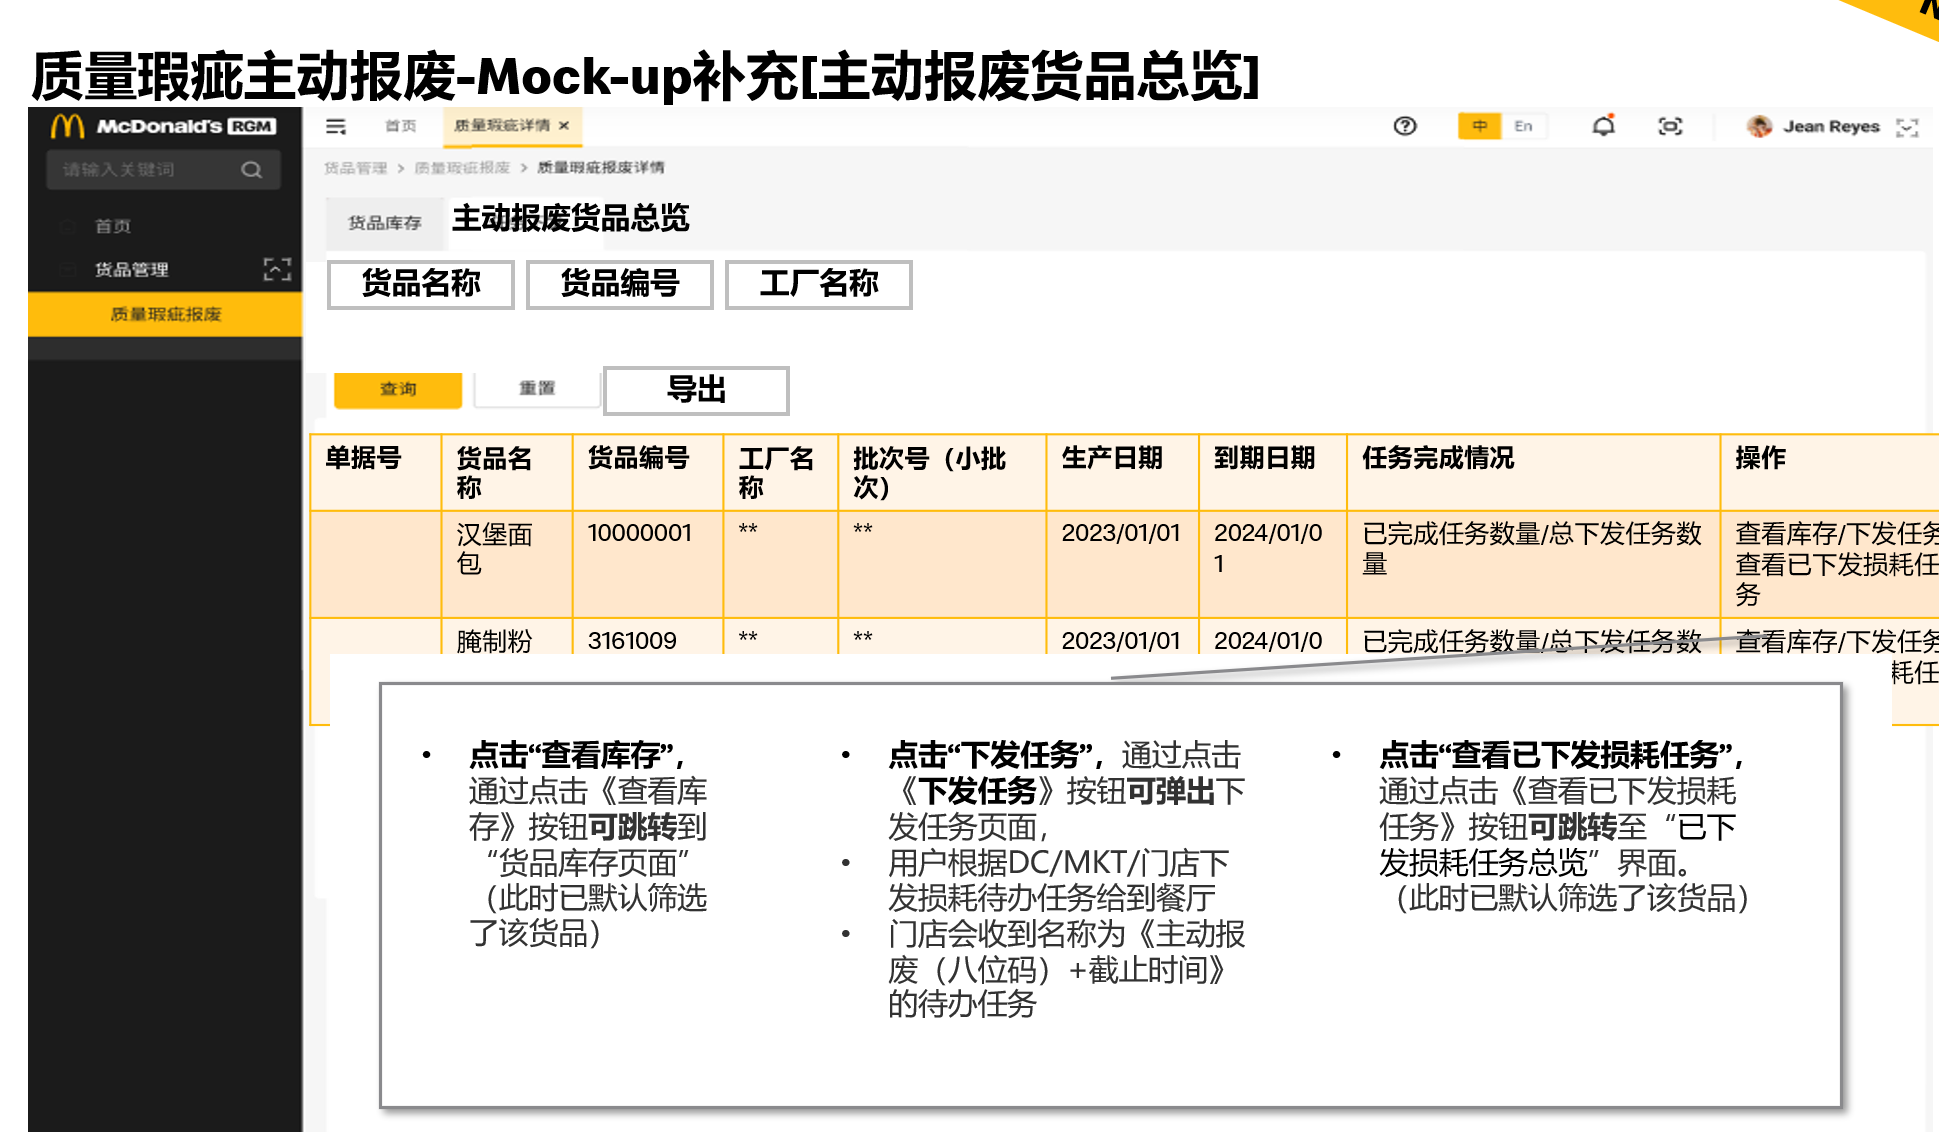 质量瑕疵主动报废-Mock-up补充[主动报废货品总览]
McDonald's RGM
首页
质量瑕疵详情 ×
中
En
Jean Reyes
请输入关键词
货品管理 > 质量瑕疵报废 > 质量瑕疵报废详情
首页
货品库存
主动报废货品总览
货品管理
货品名称
货品编号
工厂名称
质量瑕疵报废
查询
重置
导出
单据号
货品名
称
货品编号
工厂名
称
批次号（小批
次）
生产日期
到期日期
任务完成情况
操作
汉堡面
包
10000001
**
**
2023/01/01
2024/01/0
1
已完成任务数量/总下发任务数
量
查看库存/下发任务
查看已下发损耗任
务
腌制粉
3161009
**
**
2023/01/01
2024/01/0
已完成任务数量/总下发任务数
查看库存/下发任务
耗任
• 点击“查看库存”，
通过点击《查看库
存》按钮可跳转到
“货品库存页面”
（此时已默认筛选
了该货品）
• 点击“下发任务”，通过点击
《下发任务》按钮可弹出下
发任务页面，
• 用户根据DC/MKT/门店下
发损耗待办任务给到餐厅
• 门店会收到名称为《主动报
废（八位码）+截止时间》
的待办任务
• 点击“查看已下发损耗任务”，
通过点击《查看已下发损耗
任务》按钮可跳转至“已下
发损耗任务总览”界面。
（此时已默认筛选了该货品）